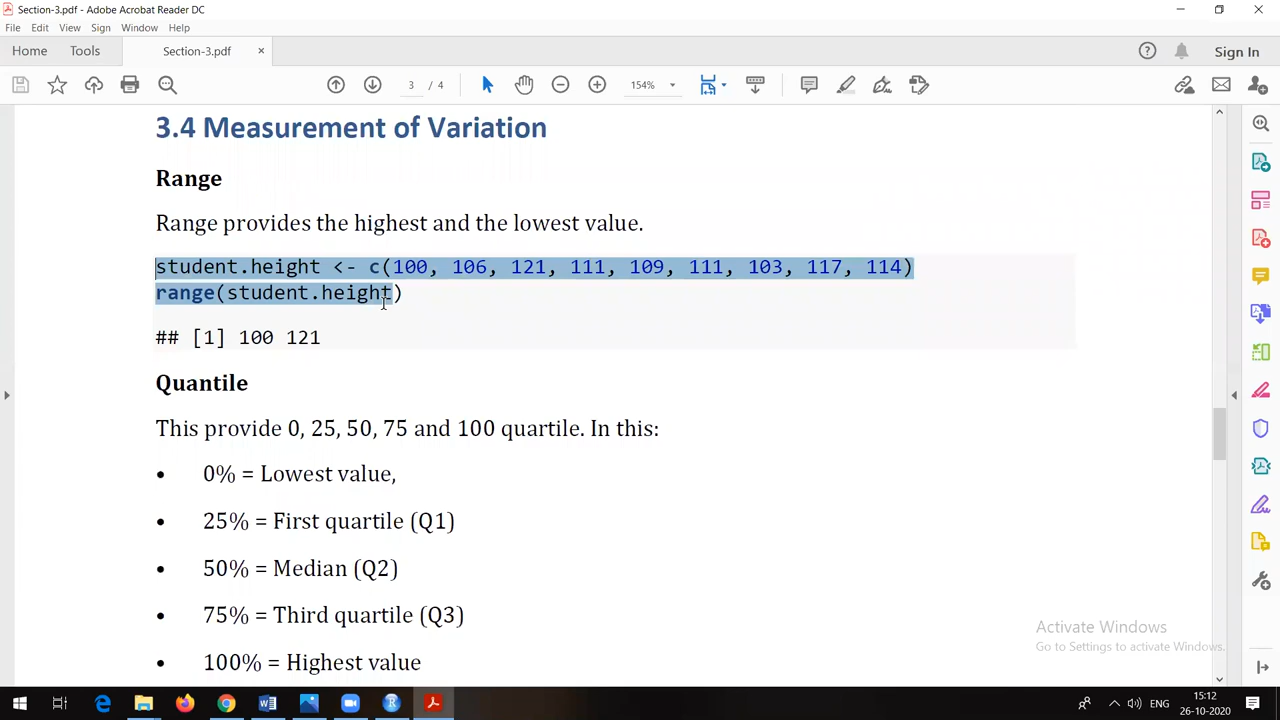 Section-3.pdf - Adobe Acrobat Reader DC
File Edit View Sign Window Help
Home Tools Section-3.pdf × Sign In
3 / 4 154%
3.4 Measurement of Variation
Range
Range provides the highest and the lowest value.
student.height <- c(100, 106, 121, 111, 109, 111, 103, 117, 114)
range(student.height)
## [1] 100 121
Quantile
This provide 0, 25, 50, 75 and 100 quartile. In this:
• 0% = Lowest value,
• 25% = First quartile (Q1)
• 50% = Median (Q2)
• 75% = Third quartile (Q3)
• 100% = Highest value
Activate Windows
Go to Settings to activate Windows.
ENG
15:12
26-10-2020